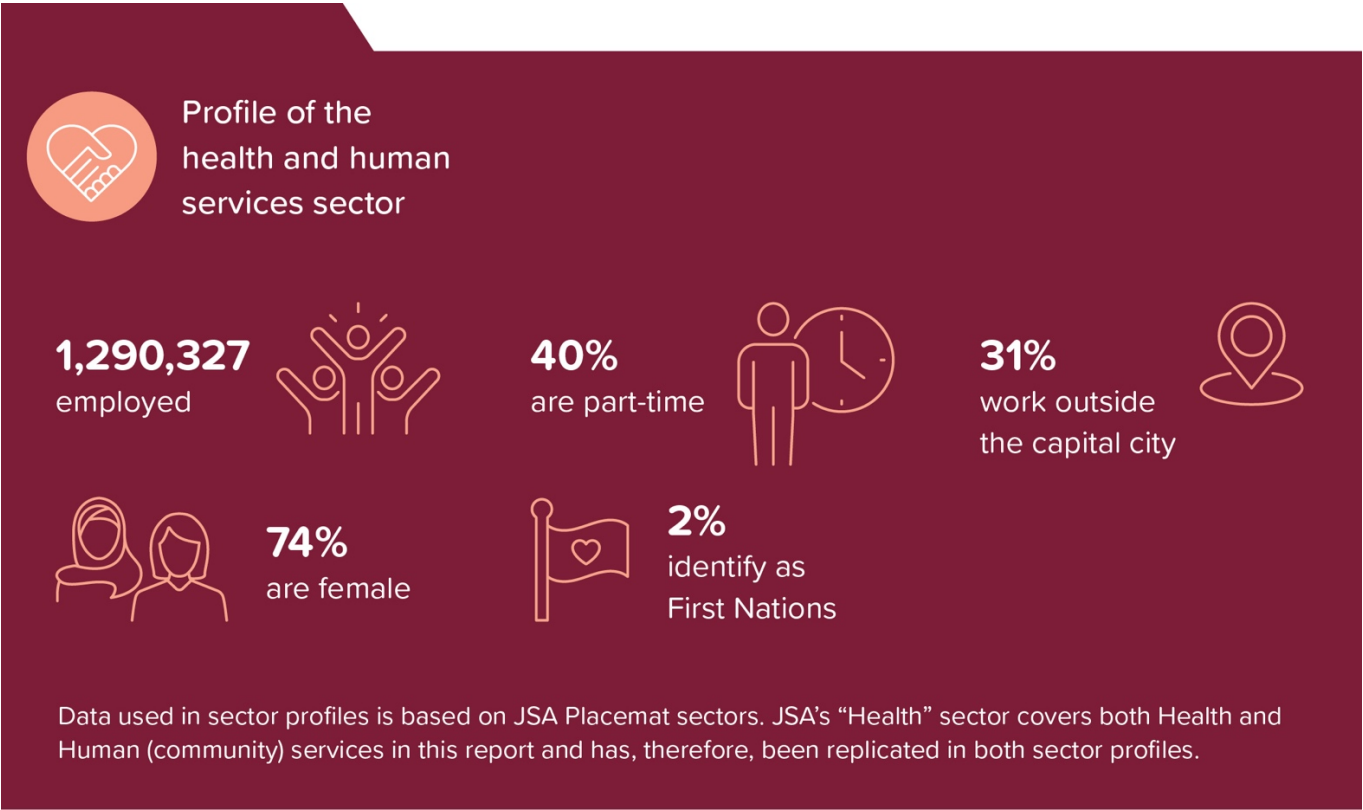 Profile of the
health and human
services sector
1,290,327
employed
40%
are part-time
31%
work outside
the capital city
74%
are female
2%
identify as
First Nations
Data used in sector profiles is based on JSA Placemat sectors. JSA’s “Health” sector covers both Health and
Human (community) services in this report and has, therefore, been replicated in both sector profiles.